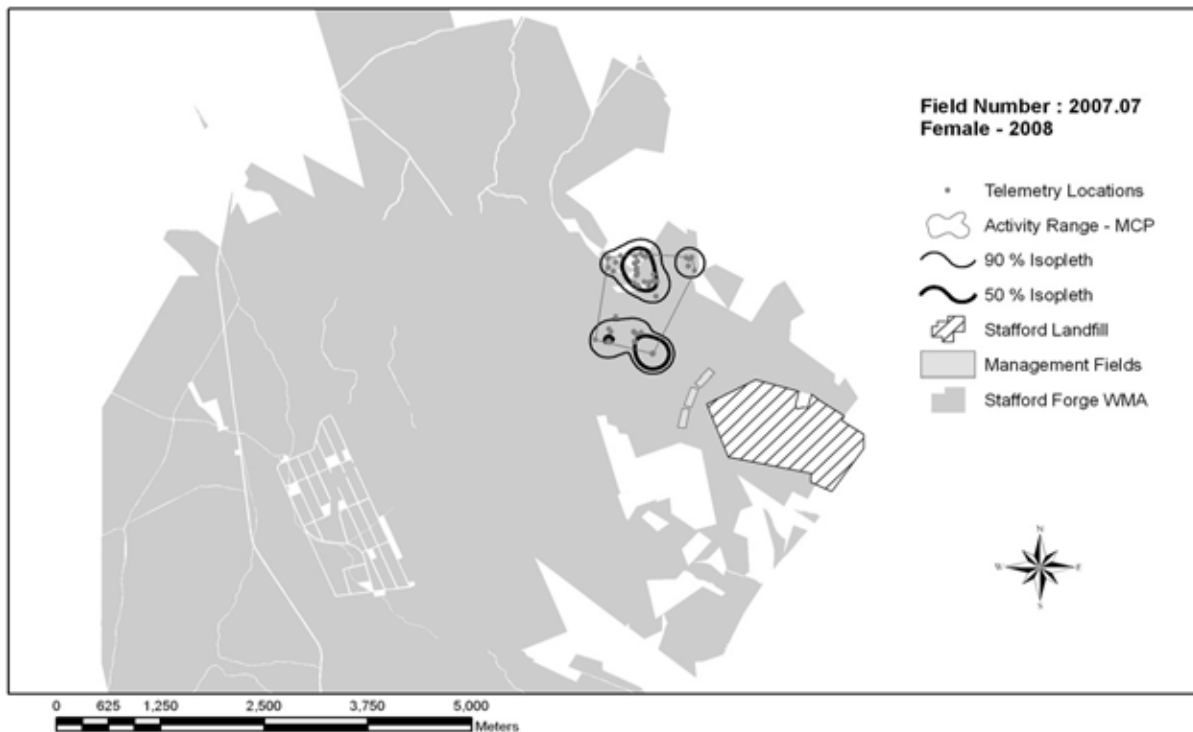 Field Number : 2007.07
Female - 2008
Telemetry Locations
Activity Range - MCP
90 % Isopleth
50 % Isopleth
Stafford Landfill
Management Fields
Stafford Forge WMA
N
W E
S
0 625 1,250 2,500 3,750 5,000
Meters